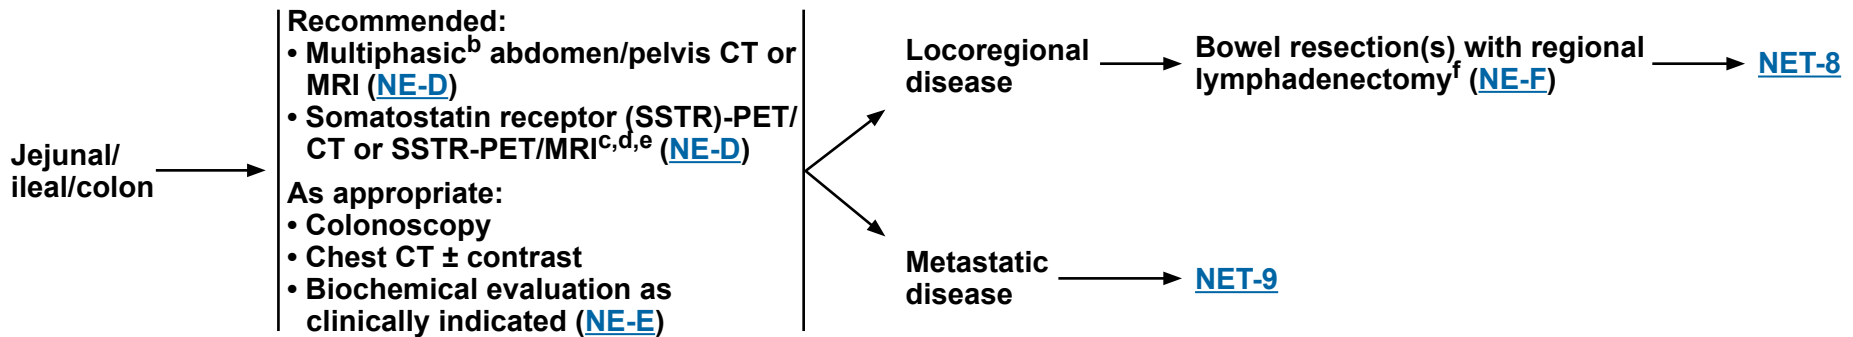 Jejunal/
ileal/colon
Recommended:
• Multiphasicᵇ abdomen/pelvis CT or
MRI (NE-D)
• Somatostatin receptor (SSTR)-PET/
CT or SSTR-PET/MRIᶜ,ᵈ,ᵉ (NE-D)
As appropriate:
• Colonoscopy
• Chest CT ± contrast
• Biochemical evaluation as
clinically indicated (NE-E)
Locoregional
disease
Bowel resection(s) with regional
lymphadenectomyᶠ (NE-F)
NET-8
Metastatic
disease
NET-9